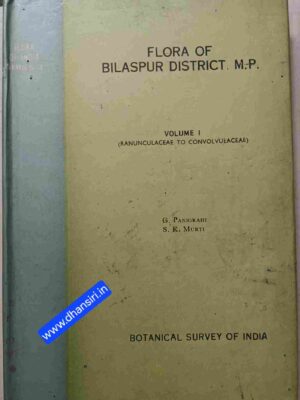 FLORA OF
BILASPUR DISTRICT. M.P.
VOLUME I
(RANUNCULACEAE TO CONVOLVULACEAE)
G. PANIGRAHI
S. K. MURTI
www.dhansiri.in
BOTANICAL SURVEY OF INDIA